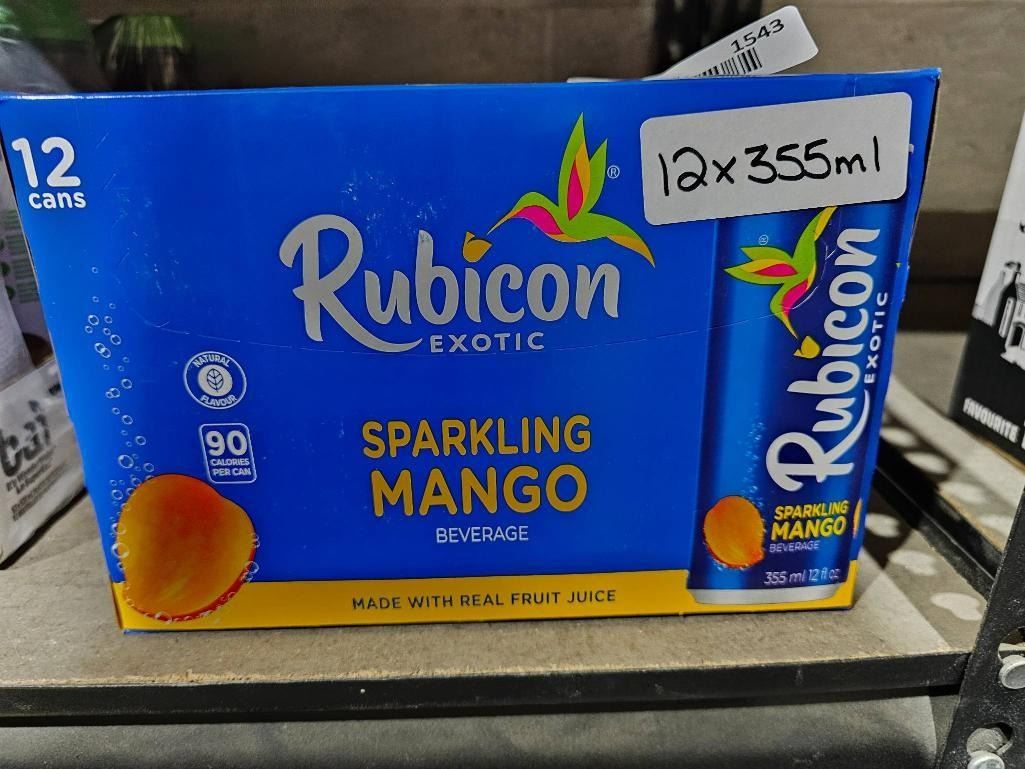 1543
12
cans
12x355ml
®
Rubicon
EXOTIC
NATURAL
FLAVOUR
90
CALORIES
PER CAN
SPARKLING
MANGO
BEVERAGE
MADE WITH REAL FRUIT JUICE
®
Rubicon
EXOTIC
SPARKLING
MANGO
BEVERAGE
355 ml 12 fl oz
FAVOURITE